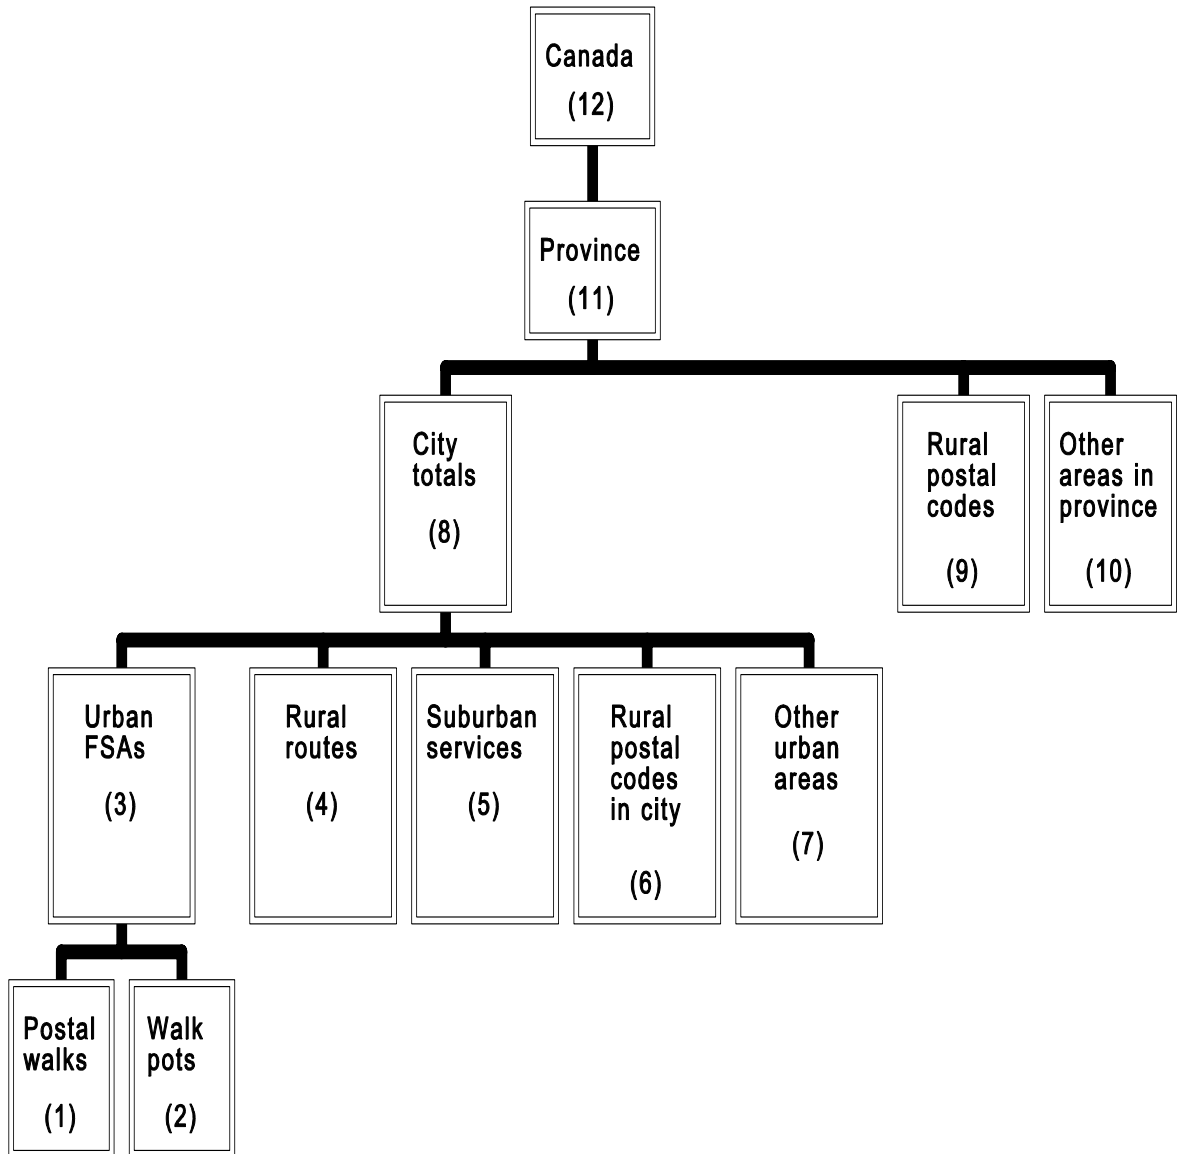 Canada
(12)
Province
(11)
City
totals
(8)
Rural
postal
codes
(9)
Other
areas in
province
(10)
Urban
FSAs
(3)
Rural
routes
(4)
Suburban
services
(5)
Rural
postal
codes
in city
(6)
Other
urban
areas
(7)
Postal
walks
(1)
Walk
pots
(2)